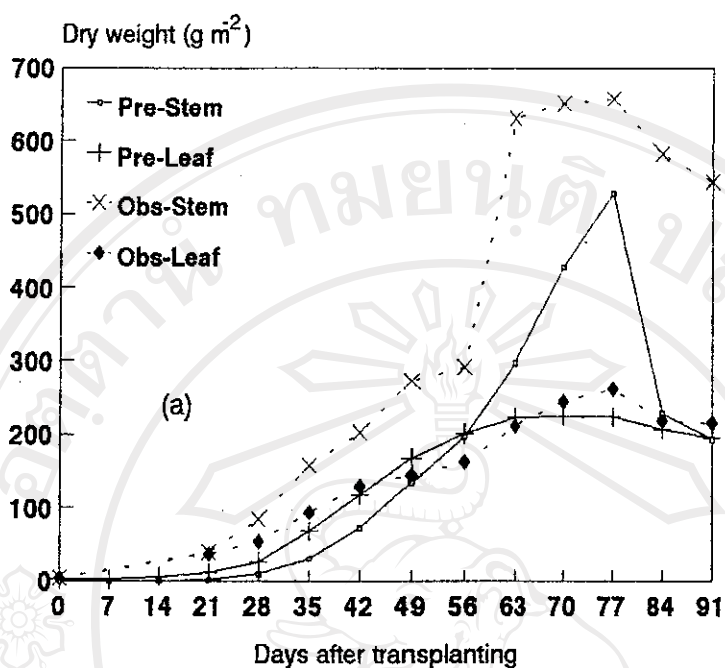 Dry weight (g m-2)
700
600
500
400
300
200
100
0
Pre-Stem
Pre-Leaf
Obs-Stem
Obs-Leaf
(a)
0 7 14 21 28 35 42 49 56 63 70 77 84 91
Days after transplanting